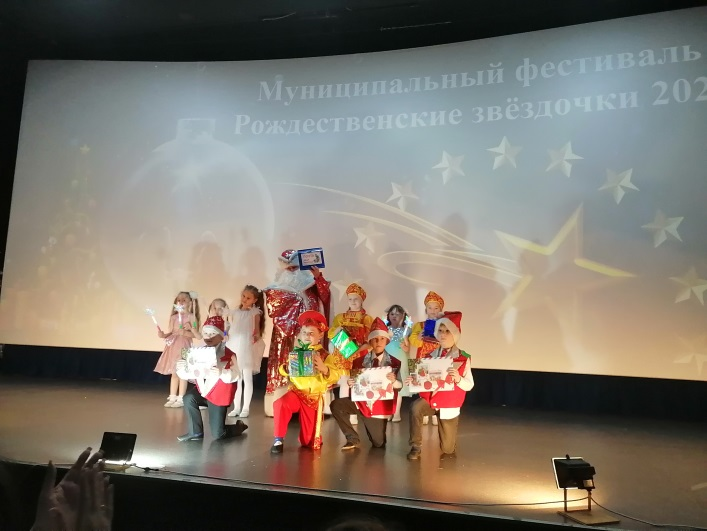 Муниципальный фестиваль
Рождественские звёздочки 202